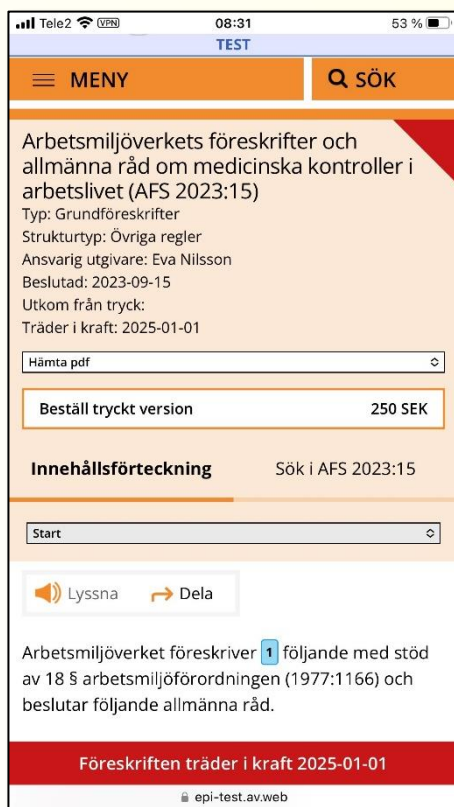 Tele2 VPN 08:31 53 %
TEST
MENY SÖK
Arbetsmiljöverkets föreskrifter och
allmänna råd om medicinska kontroller i
arbetslivet (AFS 2023:15)
Typ: Grundföreskrifter
Strukturtyp: Övriga regler
Ansvarig utgivare: Eva Nilsson
Beslutad: 2023-09-15
Utkom från tryck:
Träder i kraft: 2025-01-01
Hämta pdf
Beställ tryckt version 250 SEK
Innehållsförteckning Sök i AFS 2023:15
Start
Lyssna Dela
Arbetsmiljöverket föreskriver 1 följande med stöd
av 18 § arbetsmiljöförordningen (1977:1166) och
beslutar följande allmänna råd.
Föreskriften träder i kraft 2025-01-01
epi-test.av.web